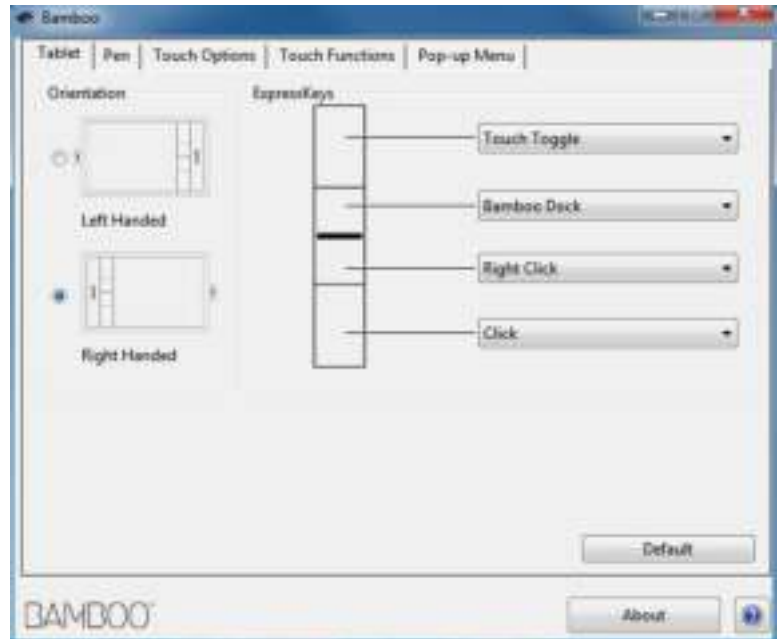 Bamboo
Tablet Pen Touch Options Touch Functions Pop-up Menu
Orientation
ExpressKeys
Touch Toggle
Bamboo Dock
Left Handed
Right Click
Click
Right Handed
Default
BAMBOO
About
?